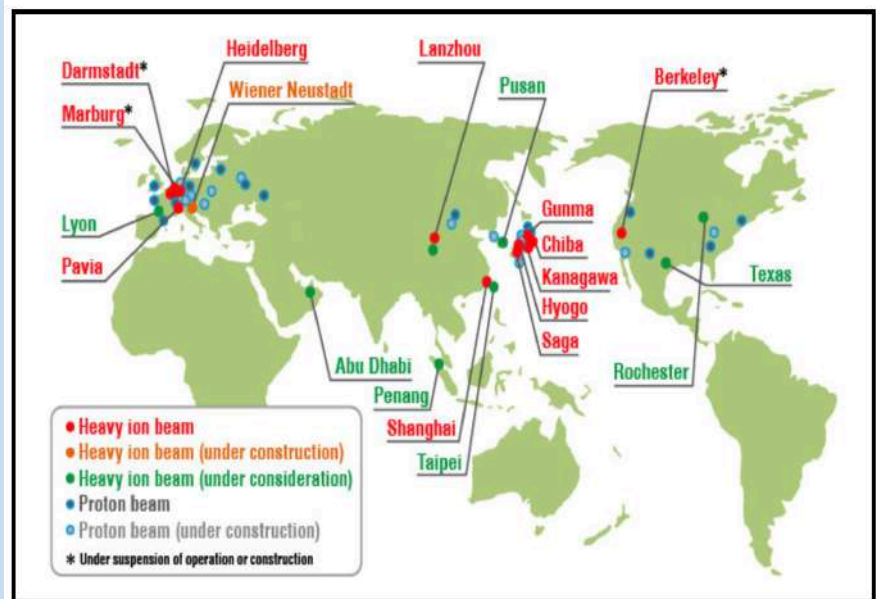 Heidelberg
Lanzhou
Darmstadt*
Pusan
Berkeley*
Wiener Neustadt
Marburg*
Gunma
Lyon
Chiba
Pavia
Kanagawa
Texas
Hyogo
Saga
Abu Dhabi
Rochester
Penang
Shanghai
Taipei
Heavy ion beam
Heavy ion beam (under construction)
Heavy ion beam (under consideration)
Proton beam
Proton beam (under construction)
* Under suspension of operation or construction